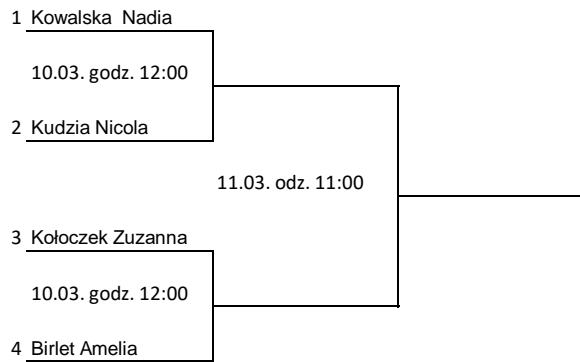 1 Kowalska Nadia
10.03. godz. 12:00
2 Kudzia Nicola
11.03. odz. 11:00
3 Kołoczek Zuzanna
10.03. godz. 12:00
4 Birlet Amelia